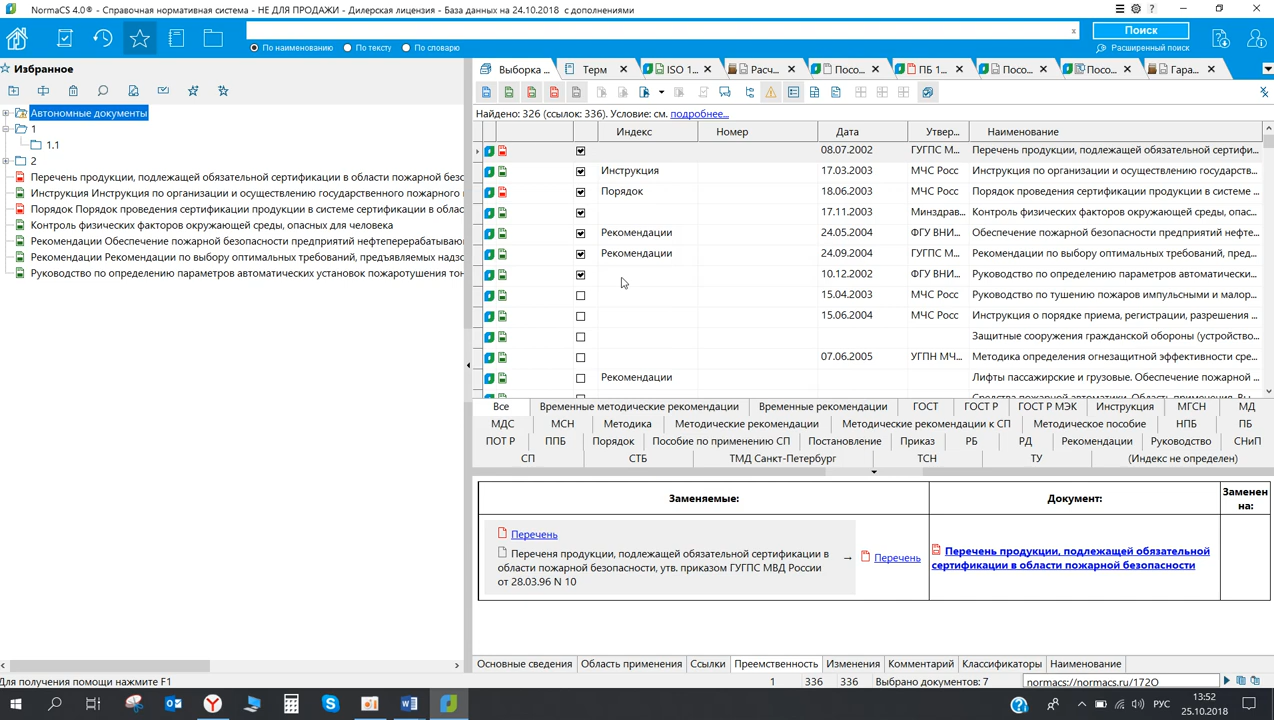 NormaCS 4.0® - Справочная нормативная система - НЕ ДЛЯ ПРОДАЖИ - Дилерская лицензия - База данных на 24.10.2018 с дополнениями
?
x
Поиск
По наименованию По тексту По словарю
Расширенный поиск
Избранное
Выборка ...
Терм
ISO 1...
Расч...
Посо...
ПБ 1...
Посо...
Посо...
Гара...
Найдено: 326 (ссылок: 336). Условие: см. подробнее...
Автономные документы
1
1.1
2
Перечень продукции, подлежащей обязательной сертификации в области пожарной безо
Инструкция Инструкция по организации и осуществлению государственного пожарного
Порядок Порядок проведения сертификации продукции в системе сертификации в облас
Контроль физических факторов окружающей среды, опасных для человека
Рекомендации Обеспечение пожарной безопасности предприятий нефтеперерабатываю
Рекомендации Рекомендации по выбору оптимальных требований, предъявляемых надзо
Руководство по определению параметров автоматических установок пожаротушения тон
Индекс Номер Дата Утвер... Наименование
08.07.2002 ГУГПС М... Перечень продукции, подлежащей обязательной сертифи...
Инструкция 17.03.2003 МЧС Росс Инструкция по организации и осуществлению государств...
Порядок 18.06.2003 МЧС Росс Порядок проведения сертификации продукции в системе ...
17.11.2003 Минздрав... Контроль физических факторов окружающей среды, опас...
Рекомендации 24.05.2004 ФГУ ВНИ... Обеспечение пожарной безопасности предприятий нефте...
Рекомендации 24.09.2004 ГУГПС М... Рекомендации по выбору оптимальных требований, пред...
10.12.2002 ФГУ ВНИ... Руководство по определению параметров автоматически...
15.04.2003 МЧС Росс Руководство по тушению пожаров импульсными и малор...
15.06.2004 МЧС Росс Инструкция о порядке приема, регистрации, разрешения ...
Защитные сооружения гражданской обороны (устройство...
07.06.2005 УГПН МЧ... Методика определения огнезащитной эффективности сре...
Рекомендации Лифты пассажирские и грузовые. Обеспечение пожарной ...
Все Временные методические рекомендации Временные рекомендации ГОСТ ГОСТ Р ГОСТ Р МЭК Инструкция МГСН МД
МДС МСН Методика Методические рекомендации Методические рекомендации к СП Методическое пособие НПБ ПБ
ПОТ Р ППБ Порядок Пособие по применению СП Постановление Приказ РБ РД Рекомендации Руководство СНиП
СП СТБ ТМД Санкт-Петербург ТСН ТУ (Индекс не определен)
Заменяемые: Документ: Заменен на:
Перечень
Переченя продукции, подлежащей обязательной сертификации в
области пожарной безопасности, утв. приказом ГУГПС МВД России
от 28.03.96 N 10
→ Перечень
Перечень продукции, подлежащей обязательной
сертификации в области пожарной безопасности
Основные сведения Область применения Ссылки Преемственность Изменения Комментарий Классификаторы Наименование
Для получения помощи нажмите F1
1 336 336 Выбрано документов: 7 normacs://normacs.ru/172O
РУС
13:52
25.10.2018